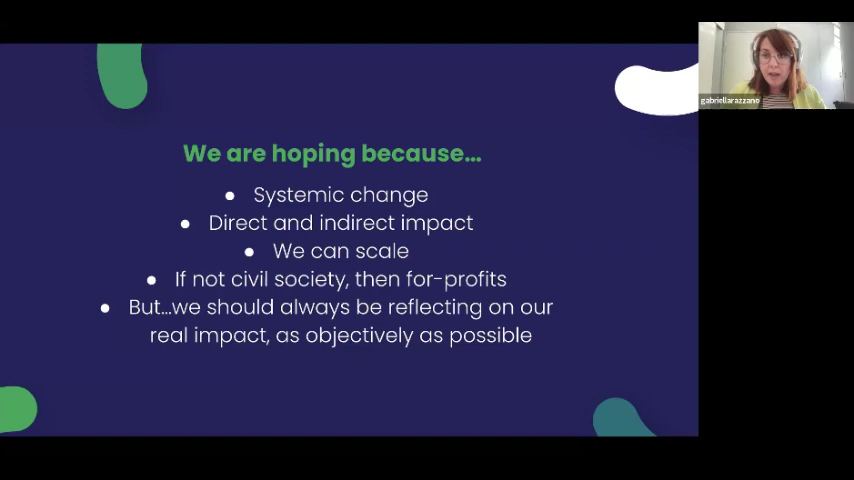 gabriellarazzano
We are hoping because...
● Systemic change
● Direct and indirect impact
● We can scale
● If not civil society, then for-profits
● But...we should always be reflecting on our
real impact, as objectively as possible